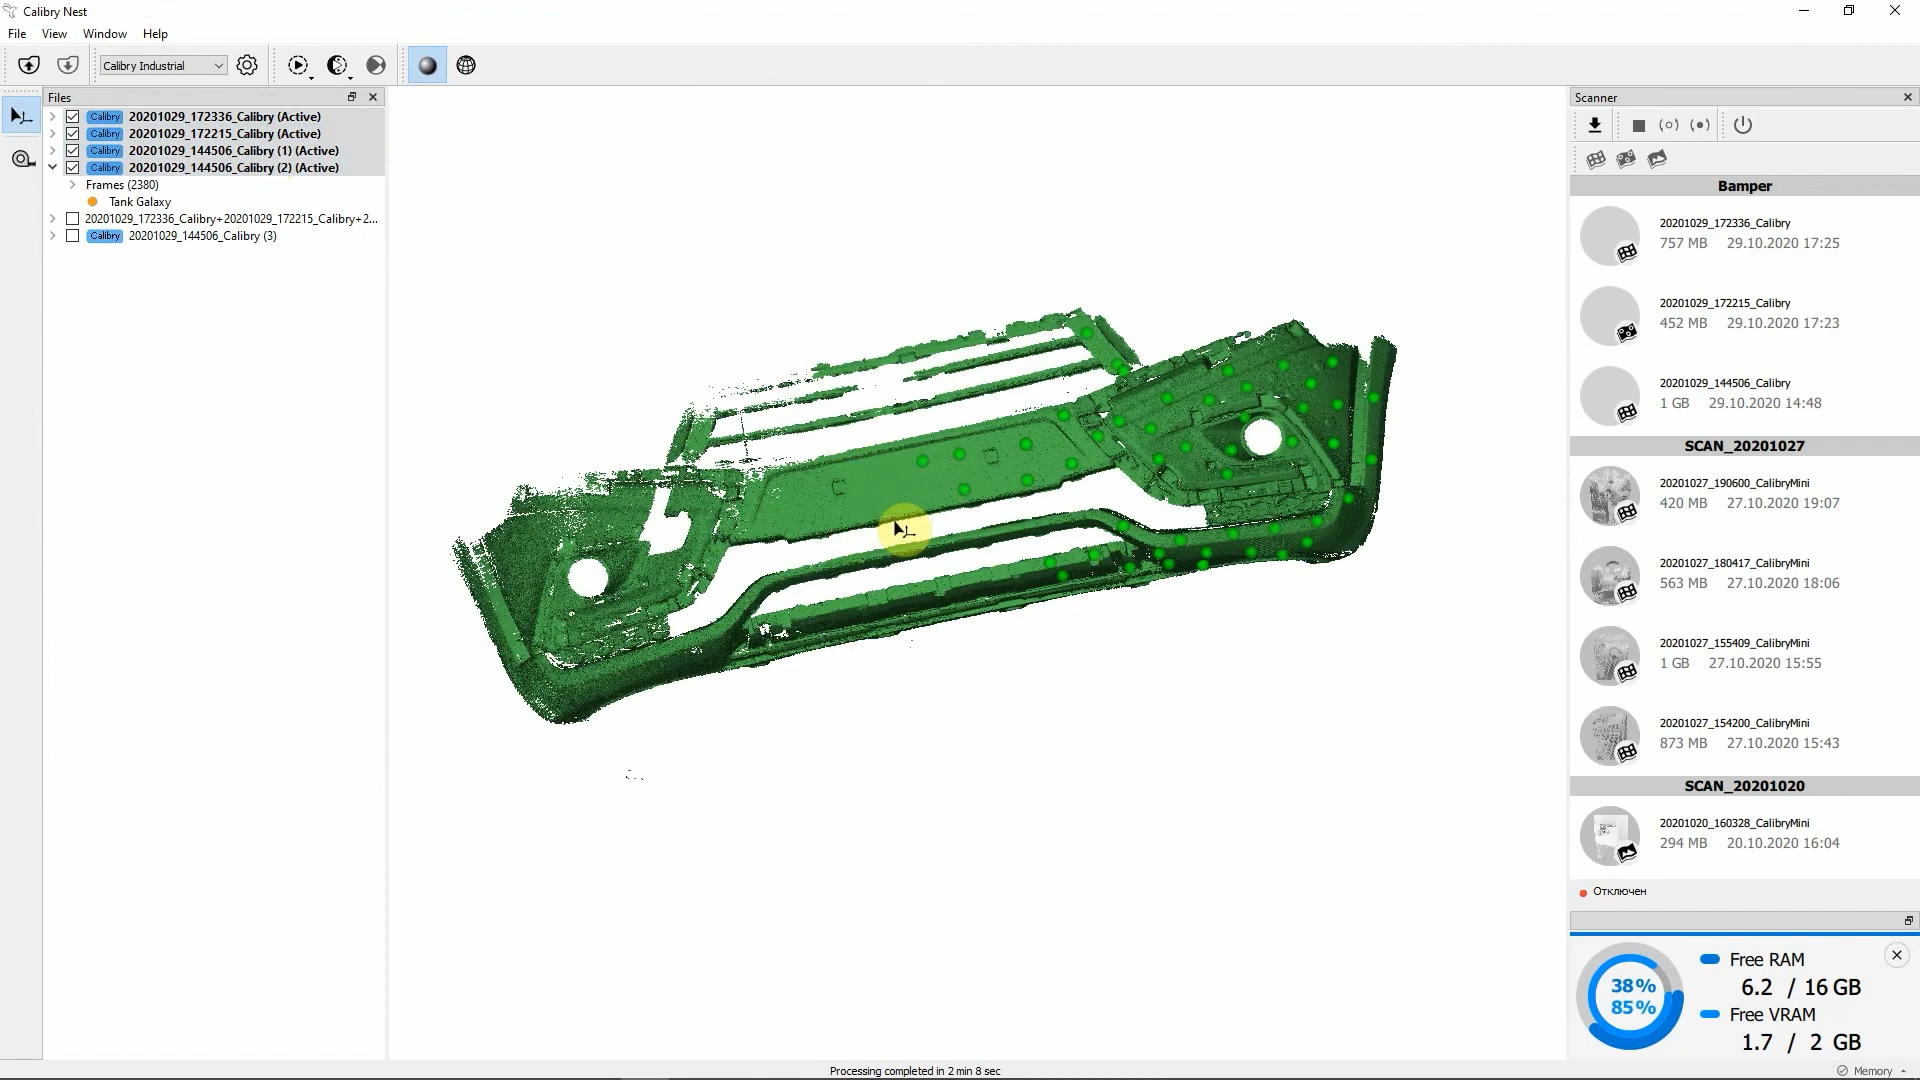 Calibry Nest
File View Window Help
Calibry Industrial
Files
Calibry 20201029_172336_Calibry (Active)
Calibry 20201029_172215_Calibry (Active)
Calibry 20201029_144506_Calibry (1) (Active)
Calibry 20201029_144506_Calibry (2) (Active)
Frames (2380)
Tank Galaxy
20201029_172336_Calibry+20201029_172215_Calibry+2...
Calibry 20201029_144506_Calibry (3)
Scanner
Bamper
20201029_172336_Calibry
757 MB 29.10.2020 17:25
20201029_172215_Calibry
452 MB 29.10.2020 17:23
20201029_144506_Calibry
1 GB 29.10.2020 14:48
SCAN_20201027
20201027_190600_CalibryMini
420 MB 27.10.2020 19:07
20201027_180417_CalibryMini
563 MB 27.10.2020 18:06
20201027_155409_CalibryMini
1 GB 27.10.2020 15:55
20201027_154200_CalibryMini
873 MB 27.10.2020 15:43
SCAN_20201020
20201020_160328_CalibryMini
294 MB 20.10.2020 16:04
Отключен
38%
85%
Free RAM
6.2 / 16 GB
Free VRAM
1.7 / 2 GB
Processing completed in 2 min 8 sec
Memory